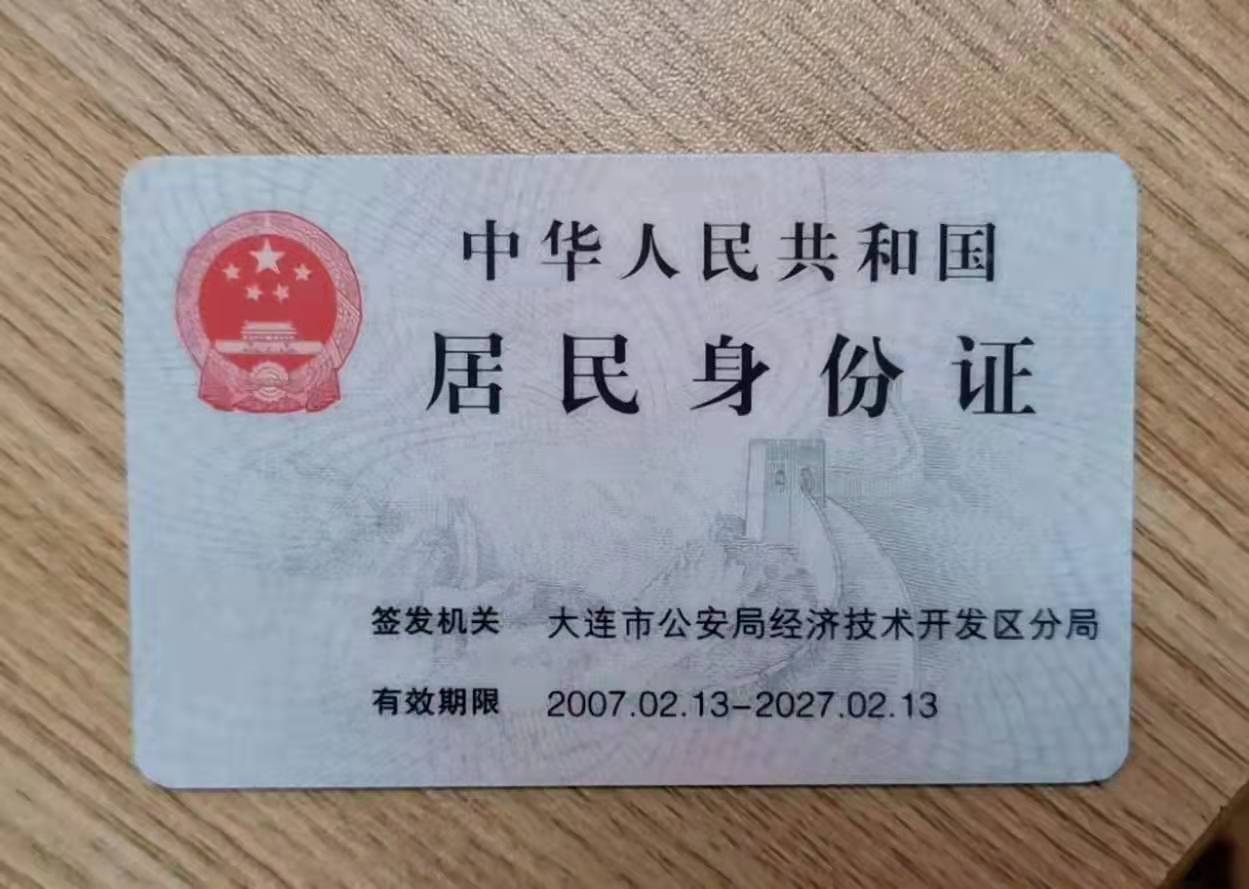 中华人民共和国
居民身份证
签发机关 大连市公安局经济技术开发区分局
有效期限 2007.02.13-2027.02.13